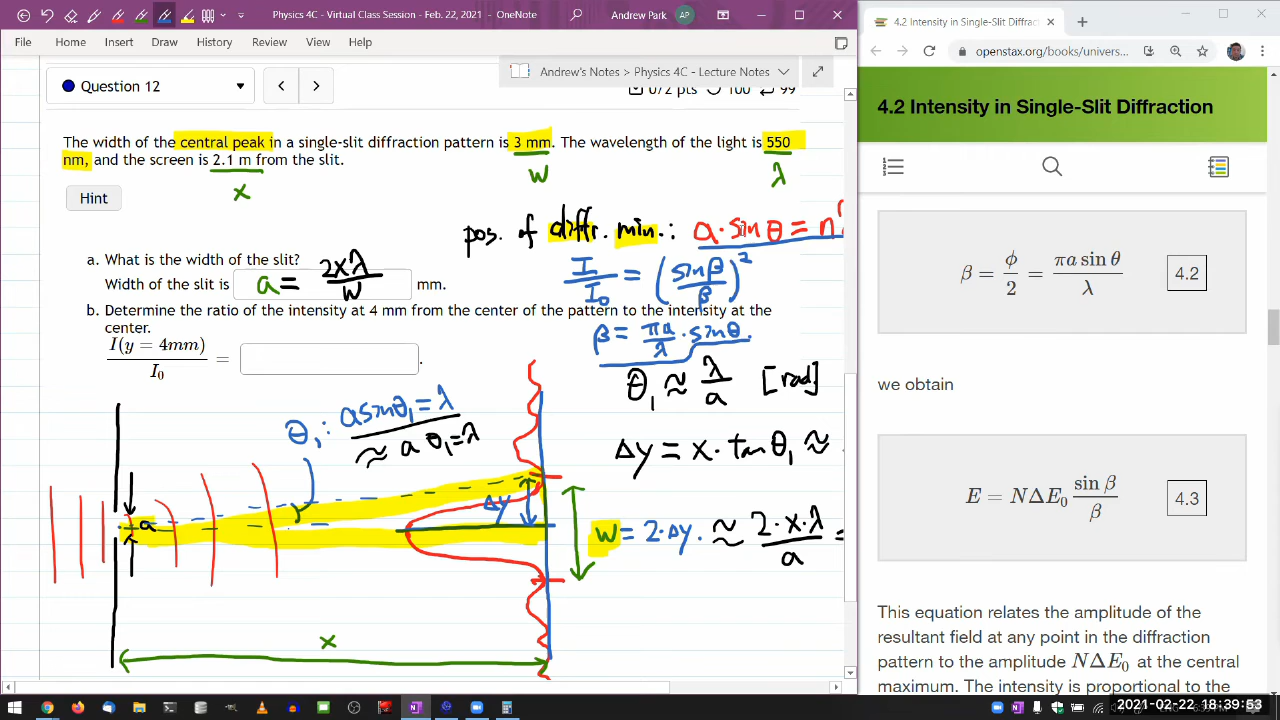 Physics 4C - Virtual Class Session - Feb. 22, 2021 - OneNote
Andrew Park
AP
File Home Insert Draw History Review View Help
Andrew's Notes > Physics 4C - Lecture Notes
Question 12
0/2 pts 100 99
The width of the central peak in a single-slit diffraction pattern is 3 mm. The wavelength of the light is 550
nm, and the screen is 2.1 m from the slit.
x
w
λ
Hint
pos. of diffr. min.: a·sinθ = n
a. What is the width of the slit?
Width of the slit is a = 2xλ/w mm.
I/I₀ = (sinβ/β)²
b. Determine the ratio of the intensity at 4 mm from the center of the pattern to the intensity at the
center.
I(y = 4mm)/I₀ = .
β = πa/λ · sinθ.
θ₁ ≈ λ/a [rad]
θ₁: a sinθ₁ = λ
≈ a θ₁ = λ
Δy = x · tanθ₁ ≈
a
Δy
w = 2·Δy. ≈ 2·x·λ/a =
x
4.2 Intensity in Single-Slit Diffrac
openstax.org/books/univers...
4.2 Intensity in Single-Slit Diffraction
β = ϕ/2 = πa sin θ/λ 4.2
we obtain
E = NΔE₀ sin β/β 4.3
This equation relates the amplitude of the
resultant field at any point in the diffraction
pattern to the amplitude NΔE₀ at the central
maximum. The intensity is proportional to the
2021-02-22 18:39:53